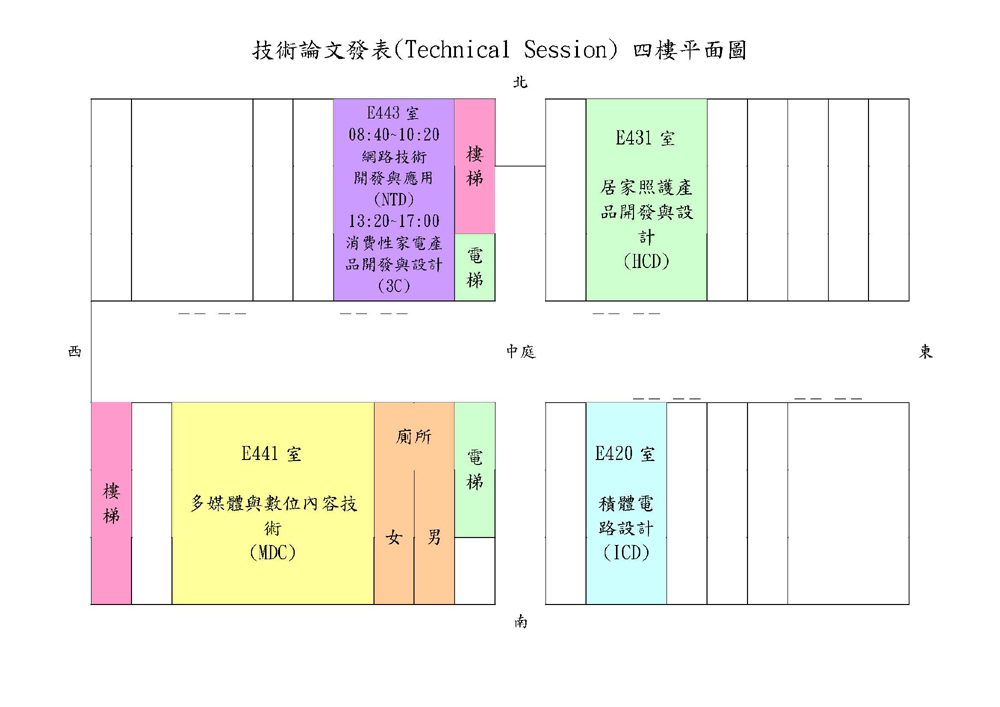 技術論文發表(Technical Session) 四樓平面圖
北
E443 室
08:40~10:20
網路技術
開發與應用
(NTD)
13:20~17:00
消費性家電產
品開發與設計
(3C)
樓
梯
電
梯
E431 室
居家照護產
品開發與設
計
(HCD)
西
中庭
東
樓
梯
E441 室
多媒體與數位內容技
術
(MDC)
廁所
女
男
電
梯
E420 室
積體電
路設計
(ICD)
南